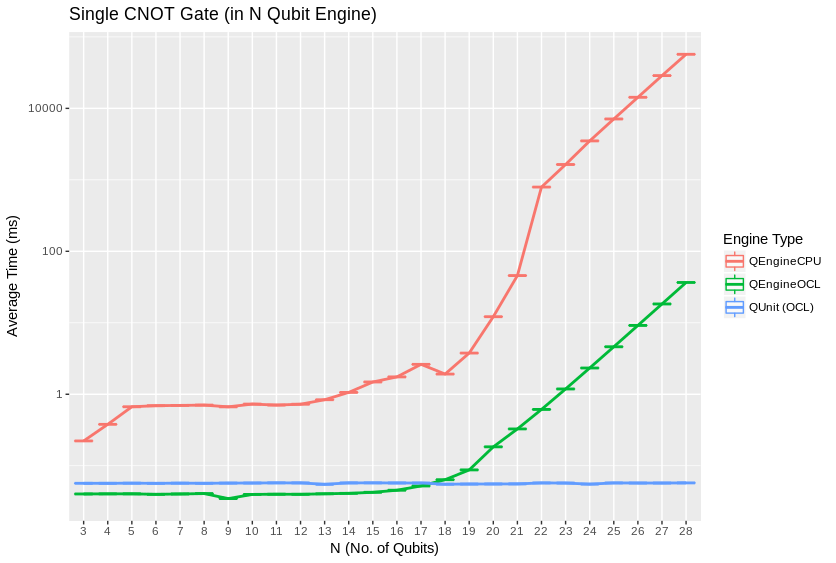 Single CNOT Gate (in N Qubit Engine)
Average Time (ms)
10000
100
1
3 4 5 6 7 8 9 10 11 12 13 14 15 16 17 18 19 20 21 22 23 24 25 26 27 28
N (No. of Qubits)
Engine Type
QEngineCPU
QEngineOCL
QUnit (OCL)